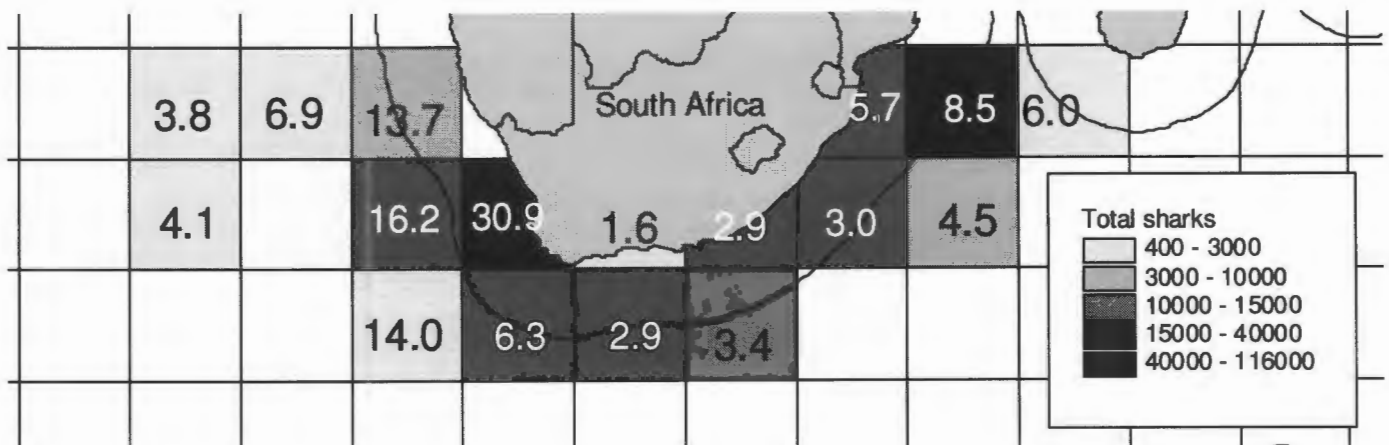 South Africa
3.8 6.9 13.7 5.7 8.5 6.0
4.1 16.2 30.9 1.6 2.9 3.0 4.5
14.0 6.3 2.9 3.4
Total sharks
400 - 3000
3000 - 10000
10000 - 15000
15000 - 40000
40000 - 116000